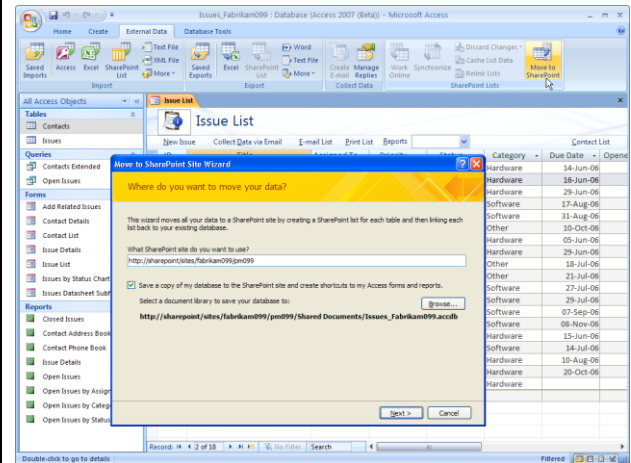 Issues_Fabrikam099 : Database (Access 2007 (Beta)) - Microsoft Access
Home Create External Data Database Tools
Saved Imports
Access
Excel
SharePoint List
Text File
XML File
More
Import
Saved Exports
Excel
SharePoint List
Word
Text File
More
Export
Create E-mail
Manage Replies
Collect Data
Work Online
Synchronize
Discard Changes
Cache List Data
Relink Lists
SharePoint Lists
Move to SharePoint
All Access Objects
Tables
Contacts
Issues
Queries
Contacts Extended
Open Issues
Forms
Add Related Issues
Contact Details
Contact List
Issue Details
Issue List
Issues by Status Chart
Issues Datasheet Subf
Reports
Closed Issues
Contact Address Book
Contact Phone Book
Issue Details
Open Issues
Open Issues by Assign
Open Issues by Catego
Open Issues by Status
Issue List
Issue List
New Issue Collect Data via Email E-mail List Print List Reports Contact List
Category Due Date Opene
Hardware 14-Jun-06
Hardware 16-Jun-06
Hardware 29-Jun-06
Software 17-Aug-06
Software 31-Aug-06
Other 10-Oct-06
Hardware 05-Jun-06
Hardware 29-Jun-06
Other 18-Jul-06
Other 21-Jul-06
Software 27-Jul-06
Software 29-Jul-06
Software 07-Sep-06
Software 08-Nov-06
Hardware 15-Jun-06
Software 14-Jul-06
Hardware 10-Aug-06
Hardware 20-Oct-06
Hardware
Move to SharePoint Site Wizard
Where do you want to move your data?
This wizard moves all your data to a SharePoint site by creating a SharePoint list for each table and then linking each
list back to your existing database.
What SharePoint site do you want to use?
http://sharepoint/sites/fabrikam099/pm099
Save a copy of my database to the SharePoint site and create shortcuts to my Access forms and reports.
Select a document library to save your database to:
Browse...
http://sharepoint/sites/fabrikam099/pm099/Shared Documents/Issues_Fabrikam099.accdb
Next > Cancel
Record: 2 of 18 No Filter Search
Double-click to go to details Filtered